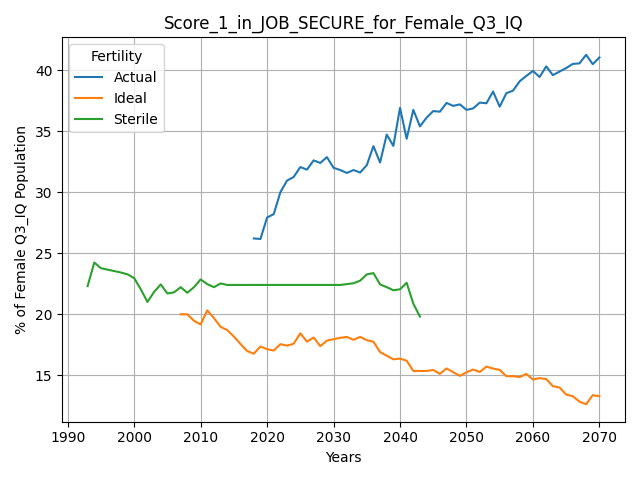 Score_1_in_JOB_SECURE_for_Female_Q3_IQ
Fertility
Actual
Ideal
Sterile
% of Female Q3_IQ Population
40
35
30
25
20
15
1990
2000
2010
2020
2030
2040
2050
2060
2070
Years